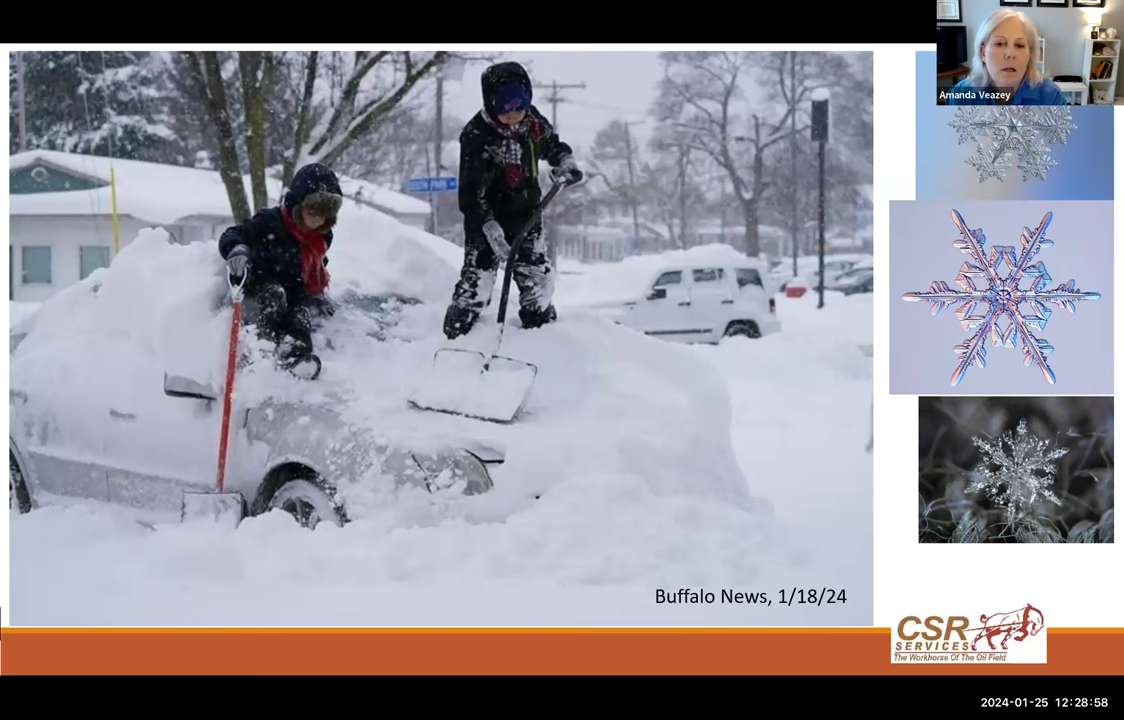 Amanda Veazey
Buffalo News, 1/18/24
CSR
SERVICES
The Workhorse Of The Oil Field
2024-01-25 12:28:58